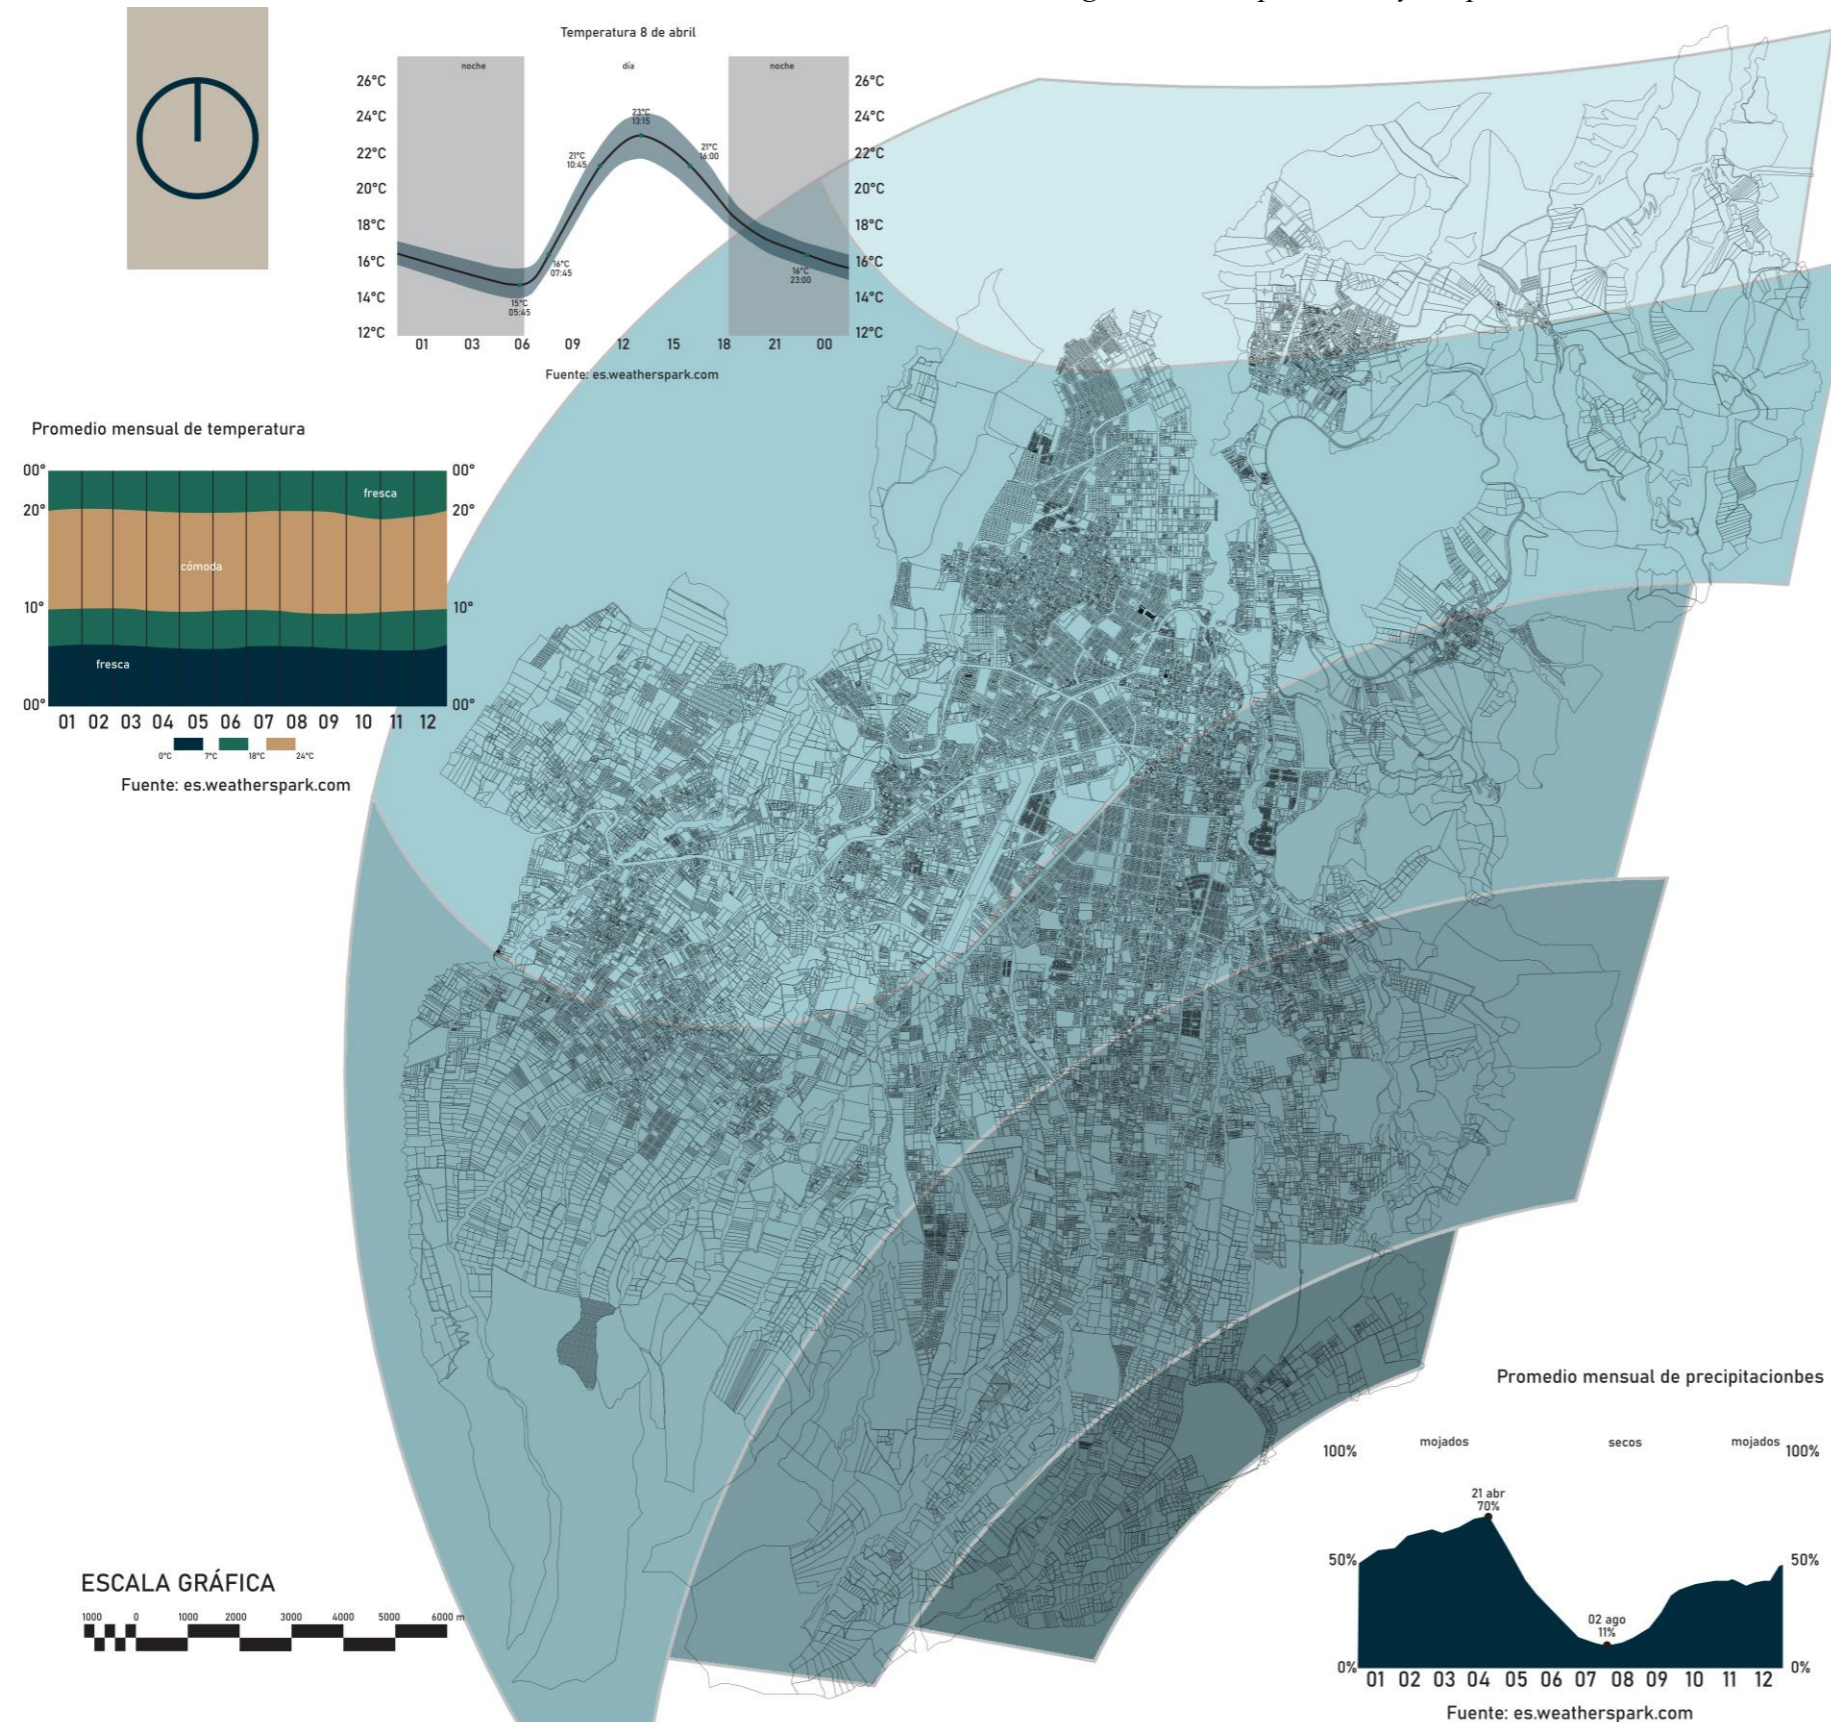 Temperatura 8 de abril
noche día noche
26°C 26°C
24°C 24°C
22°C 22°C
20°C 20°C
18°C 18°C
16°C 16°C
14°C 14°C
12°C 12°C
23°C
13:15
21°C
10:45
21°C
16:00
16°C
07:45
15°C
05:45
16°C
23:00
01 03 06 09 12 15 18 21 00
Fuente: es.weatherspark.com
Promedio mensual de temperatura
00° 00°
fresca
20° 20°
cómoda
10° 10°
fresca
00° 00°
01 02 03 04 05 06 07 08 09 10 11 12
0°C 7°C 18°C 24°C
Fuente: es.weatherspark.com
ESCALA GRÁFICA
1000 0 1000 2000 3000 4000 5000 6000 m
Promedio mensual de precipitacionbes
mojados secos mojados
100% 100%
21 abr
70%
50% 50%
02 ago
11%
0% 0%
01 02 03 04 05 06 07 08 09 10 11 12
Fuente: es.weatherspark.com